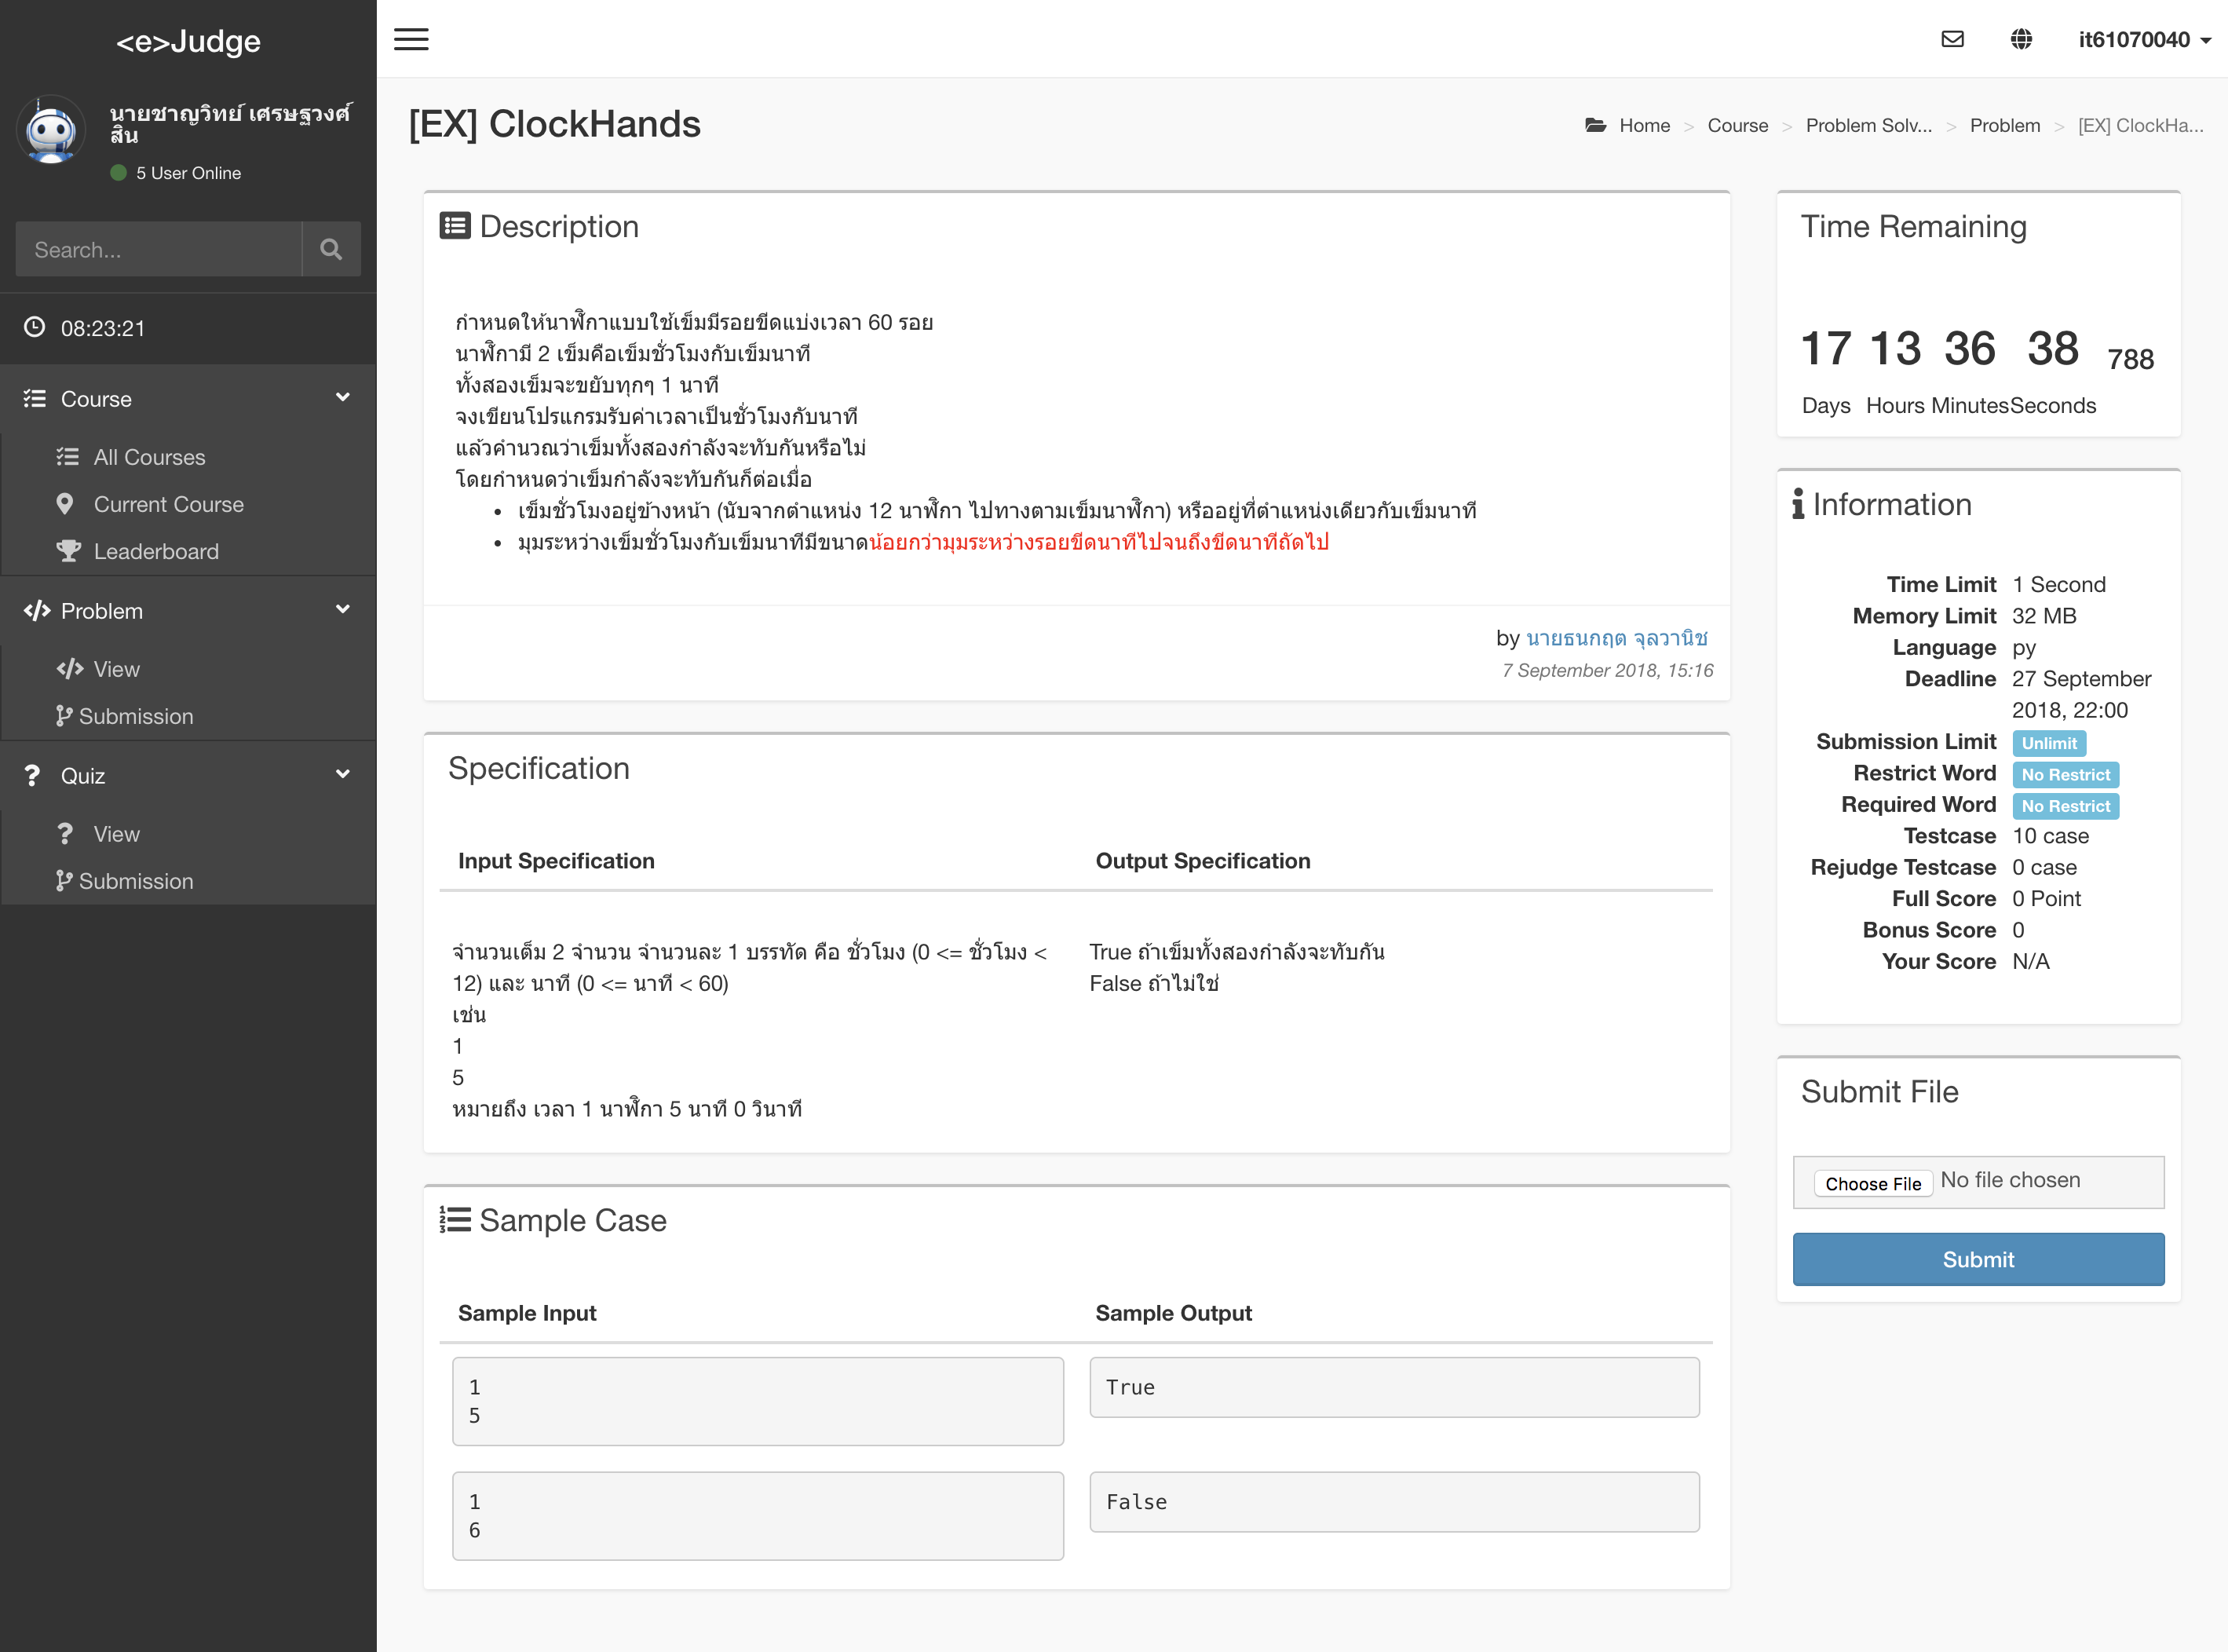 <e>Judge
นายชาญวิทย์ เศรษฐวงศ์
สิน
5 User Online
Search...
08:23:21
Course
All Courses
Current Course
Leaderboard
Problem
View
Submission
Quiz
View
Submission
it61070040
[EX] ClockHands
Home > Course > Problem Solv... > Problem > [EX] ClockHa...
Description
กำหนดให้นาฬิกาแบบใช้เข็มมีรอยขีดแบ่งเวลา 60 รอย
นาฬิกามี 2 เข็มคือเข็มชั่วโมงกับเข็มนาที
ทั้งสองเข็มจะขยับทุกๆ 1 นาที
จงเขียนโปรแกรมรับค่าเวลาเป็นชั่วโมงกับนาที
แล้วคำนวณว่าเข็มทั้งสองกำลังจะทับกันหรือไม่
โดยกำหนดว่าเข็มกำลังจะทับกันก็ต่อเมื่อ
• เข็มชั่วโมงอยู่ข้างหน้า (นับจากตำแหน่ง 12 นาฬิกา ไปทางตามเข็มนาฬิกา) หรืออยู่ที่ตำแหน่งเดียวกับเข็มนาที
• มุมระหว่างเข็มชั่วโมงกับเข็มนาทีมีขนาดน้อยกว่ามุมระหว่างรอยขีดนาทีไปจนถึงขีดนาทีถัดไป
by นายธนกฤต จุลวานิช
7 September 2018, 15:16
Specification
Input Specification
Output Specification
จำนวนเต็ม 2 จำนวน จำนวนละ 1 บรรทัด คือ ชั่วโมง (0 <= ชั่วโมง <
12) และ นาที (0 <= นาที < 60)
เช่น
1
5
หมายถึง เวลา 1 นาฬิกา 5 นาที 0 วินาที
True ถ้าเข็มทั้งสองกำลังจะทับกัน
False ถ้าไม่ใช่
Sample Case
Sample Input
Sample Output
1
5
True
1
6
False
Time Remaining
17 13 36 38 788
Days Hours Minutes Seconds
Information
Time Limit 1 Second
Memory Limit 32 MB
Language py
Deadline 27 September
2018, 22:00
Submission Limit Unlimit
Restrict Word No Restrict
Required Word No Restrict
Testcase 10 case
Rejudge Testcase 0 case
Full Score 0 Point
Bonus Score 0
Your Score N/A
Submit File
Choose File No file chosen
Submit